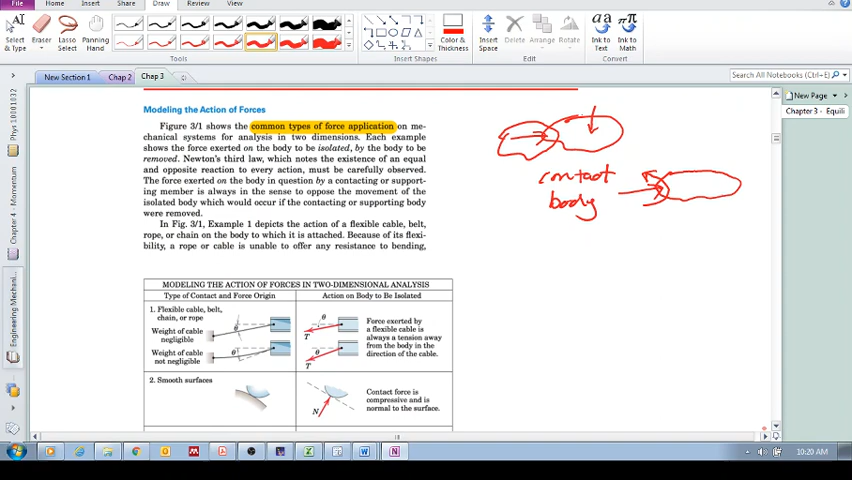 File Home Insert Share Draw History Review View
Select & Type
Eraser
Lasso Select
Panning Hand
Color & Thickness
Insert Space
Delete
Arrange
Rotate
Ink to Text
Ink to Math
Tools
Insert Shapes
Edit
Convert
New Section 1
Chap 2
Chap 3
Search All Notebooks (Ctrl+E)
New Page
Chapter 3 - Equili
Phys 10011032
Chapter 4 - Momentum
Engineering Mechani
Modeling the Action of Forces
Figure 3/1 shows the common types of force application on me-
chanical systems for analysis in two dimensions. Each example
shows the force exerted on the body to be isolated, by the body to be
removed. Newton's third law, which notes the existence of an equal
and opposite reaction to every action, must be carefully observed.
The force exerted on the body in question by a contacting or support-
ing member is always in the sense to oppose the movement of the
isolated body which would occur if the contacting or supporting body
were removed.
In Fig. 3/1, Example 1 depicts the action of a flexible cable, belt,
rope, or chain on the body to which it is attached. Because of its flexi-
bility, a rope or cable is unable to offer any resistance to bending,
contact
body
MODELING THE ACTION OF FORCES IN TWO-DIMENSIONAL ANALYSIS
Type of Contact and Force Origin
Action on Body to Be Isolated
1. Flexible cable, belt,
chain, or rope
Weight of cable
negligible
θ
Weight of cable
not negligible
θ
θ
T
θ
T
Force exerted by
a flexible cable is
always a tension away
from the body in the
direction of the cable.
2. Smooth surfaces
N
Contact force is
compressive and is
normal to the surface.
10:20 AM